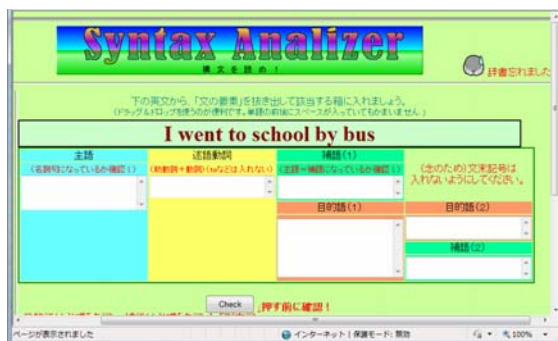 Syntax Analizer
構文を読め!
辞書忘れました
下の英文から、「文の要素」を抜き出して該当する箱に入れましょう。
(ドラッグ&ドロップを使うのが便利です。単語の前後にスペースが入っていてもかまいません。)
I went to school by bus
主語
(名詞句になっているか確認!)
述語動詞
(助動詞+動詞)(toなどは入れない)
補語(1)
(主語=補語になっているか確認!)
(念のため)文末記号は
入れないようにしてください。
目的語(1)
目的語(2)
補語(2)
Check
押す前に確認!
ページが表示されました
インターネット | 保護モード: 無効
100%